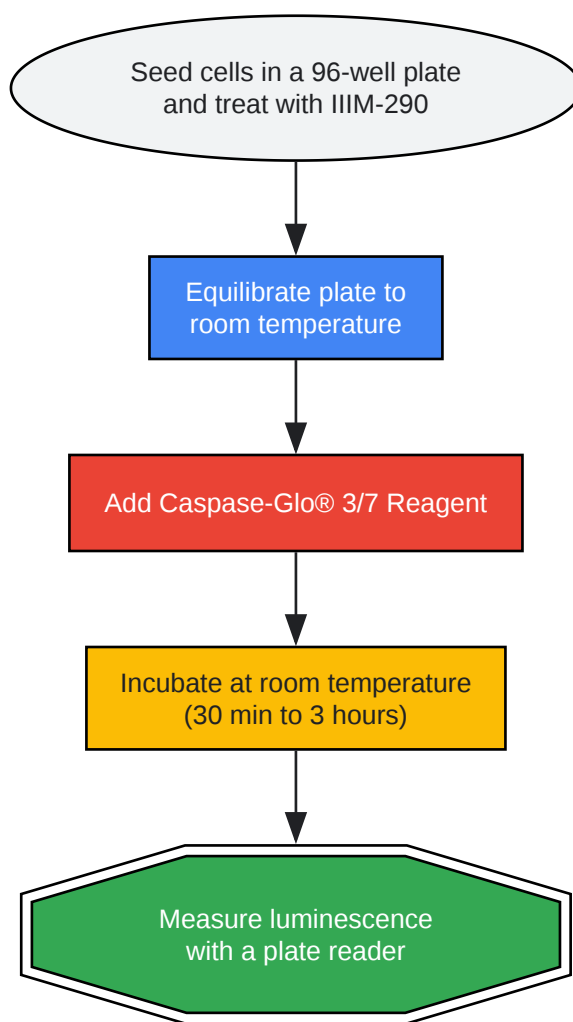 Seed cells in a 96-well plate
and treat with IIIM-290
Equilibrate plate to
room temperature
Add Caspase-Glo® 3/7 Reagent
Incubate at room temperature
(30 min to 3 hours)
Measure luminescence
with a plate reader